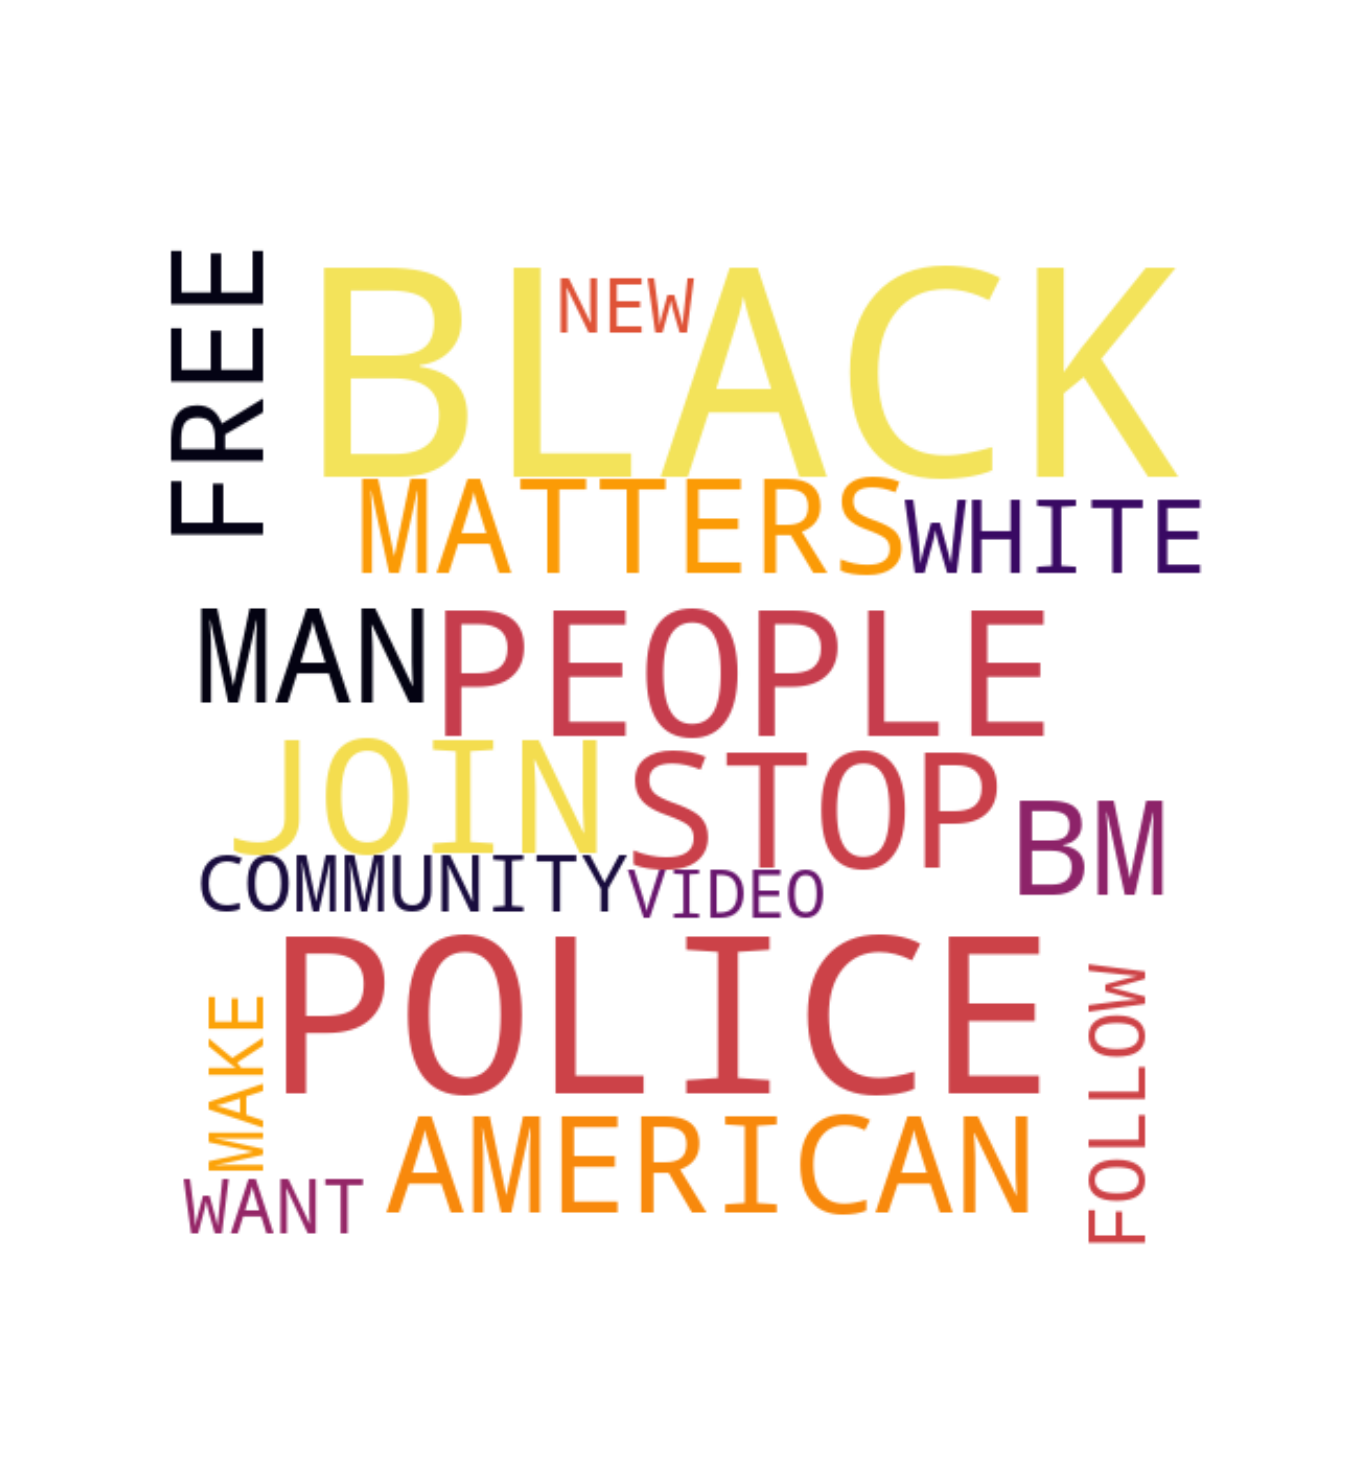 FREE
BLACK
NEW
MATTERS
WHITE
MAN
PEOPLE
JOIN
STOP
BM
COMMUNITY
VIDEO
POLICE
MAKE
FOLLOW
AMERICAN
WANT